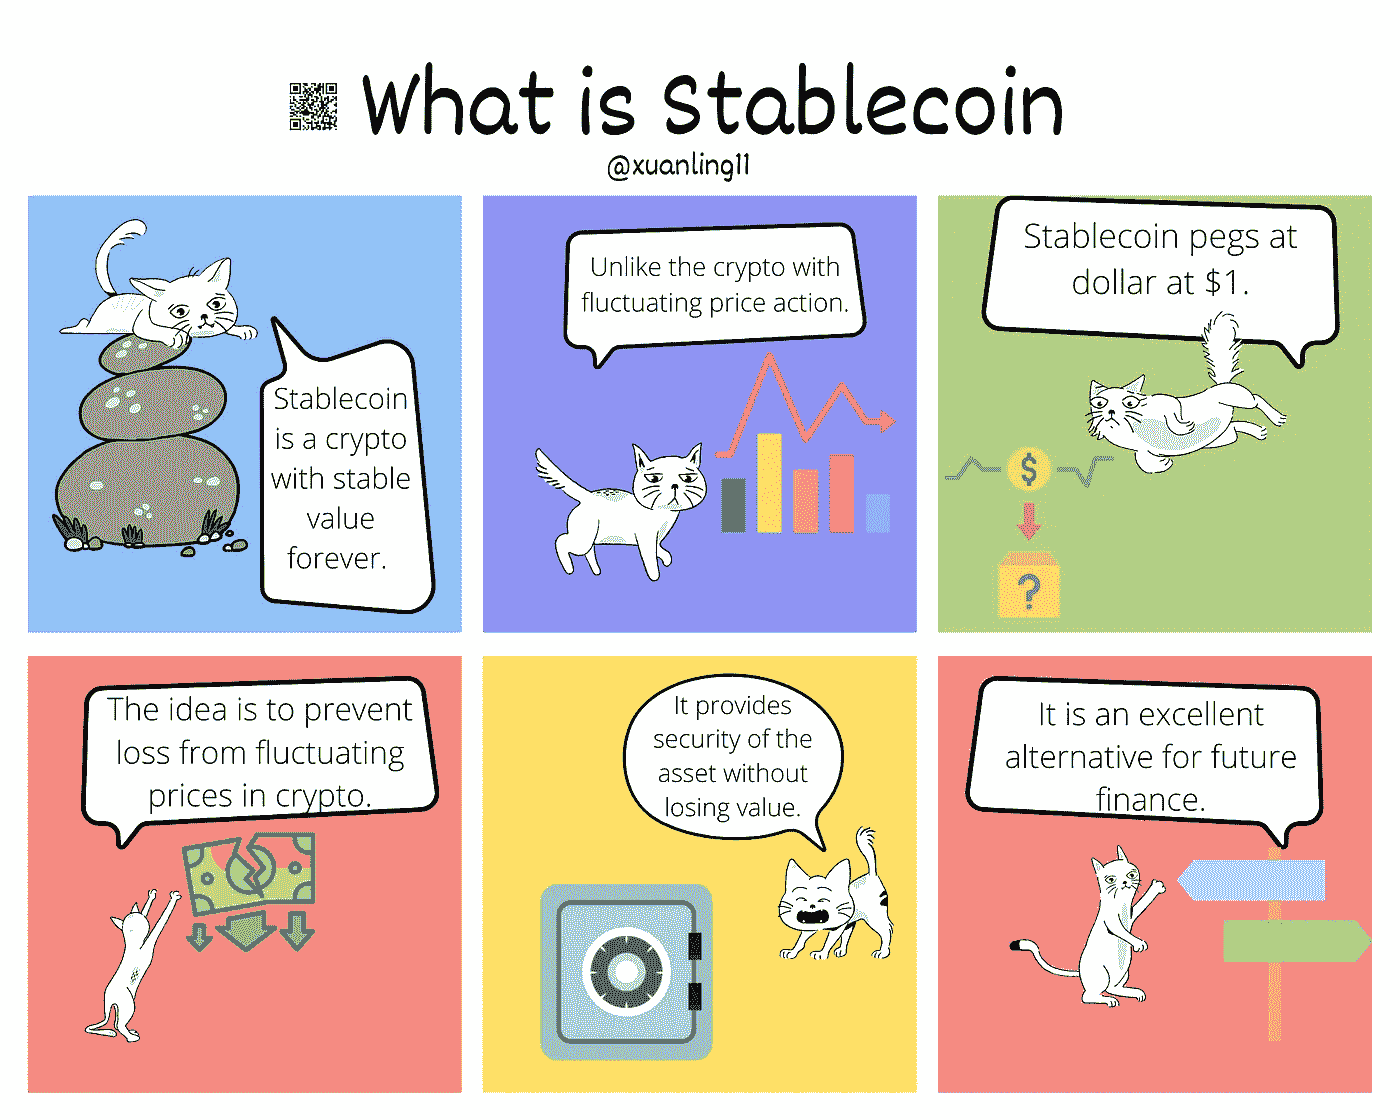 What is Stablecoin
@xuanling11
Stablecoin
is a crypto
with stable
value
forever.
Unlike the crypto with
fluctuating price action.
Stablecoin pegs at
dollar at $1.
$
?
The idea is to prevent
loss from fluctuating
prices in crypto.
It provides
security of the
asset without
losing value.
It is an excellent
alternative for future
finance.